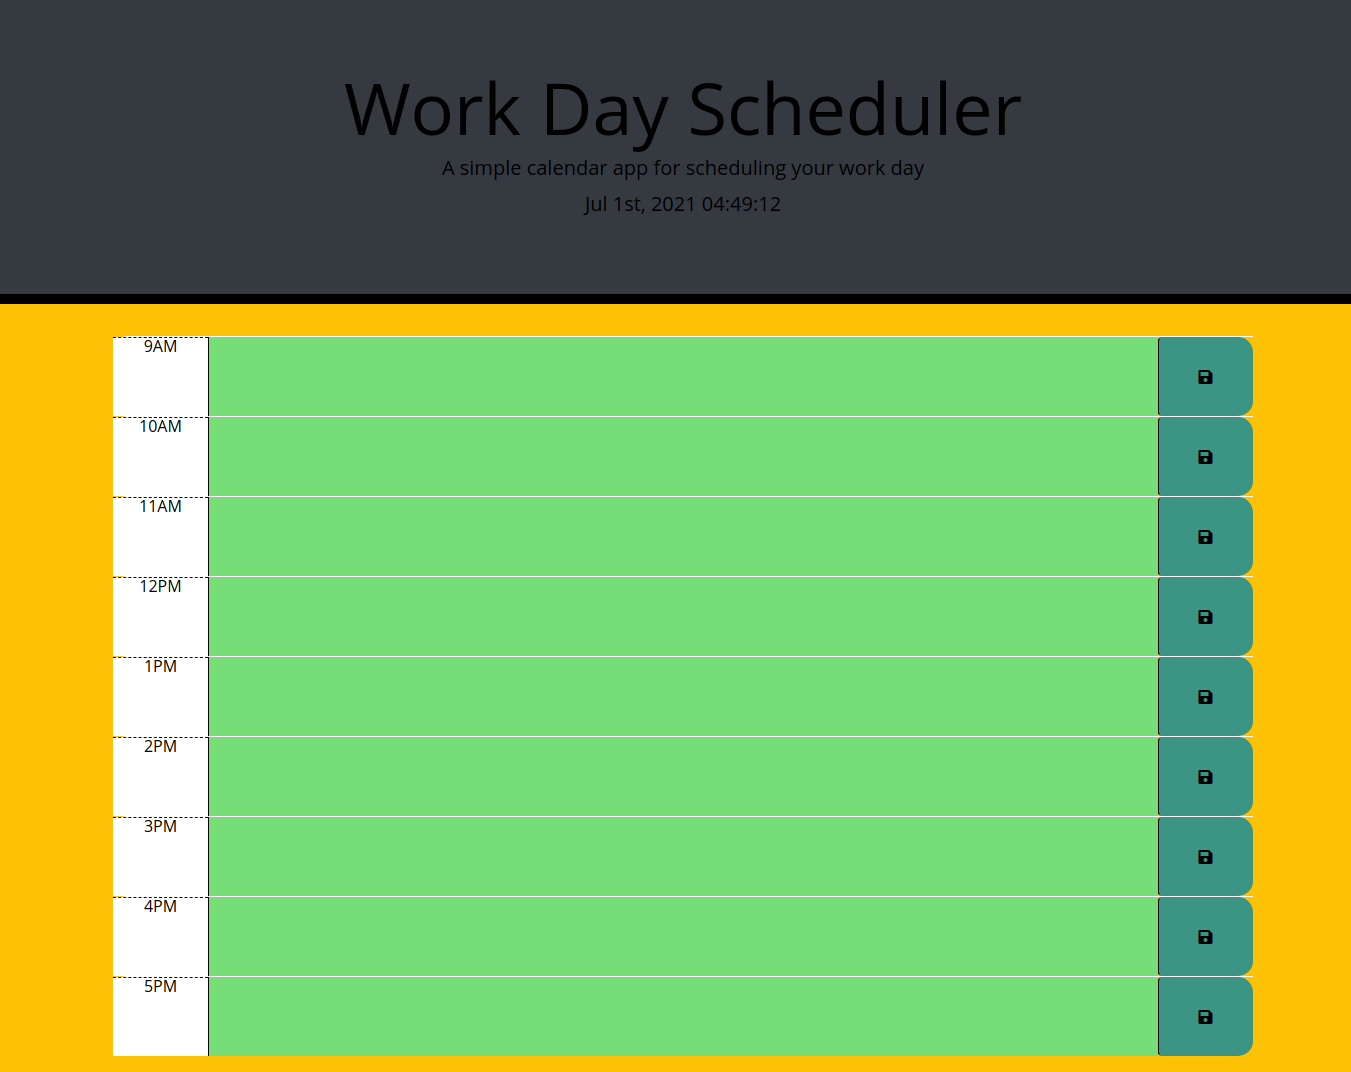 Work Day Scheduler
A simple calendar app for scheduling your work day
Jul 1st, 2021 04:49:12
9AM
10AM
11AM
12PM
1PM
2PM
3PM
4PM
5PM